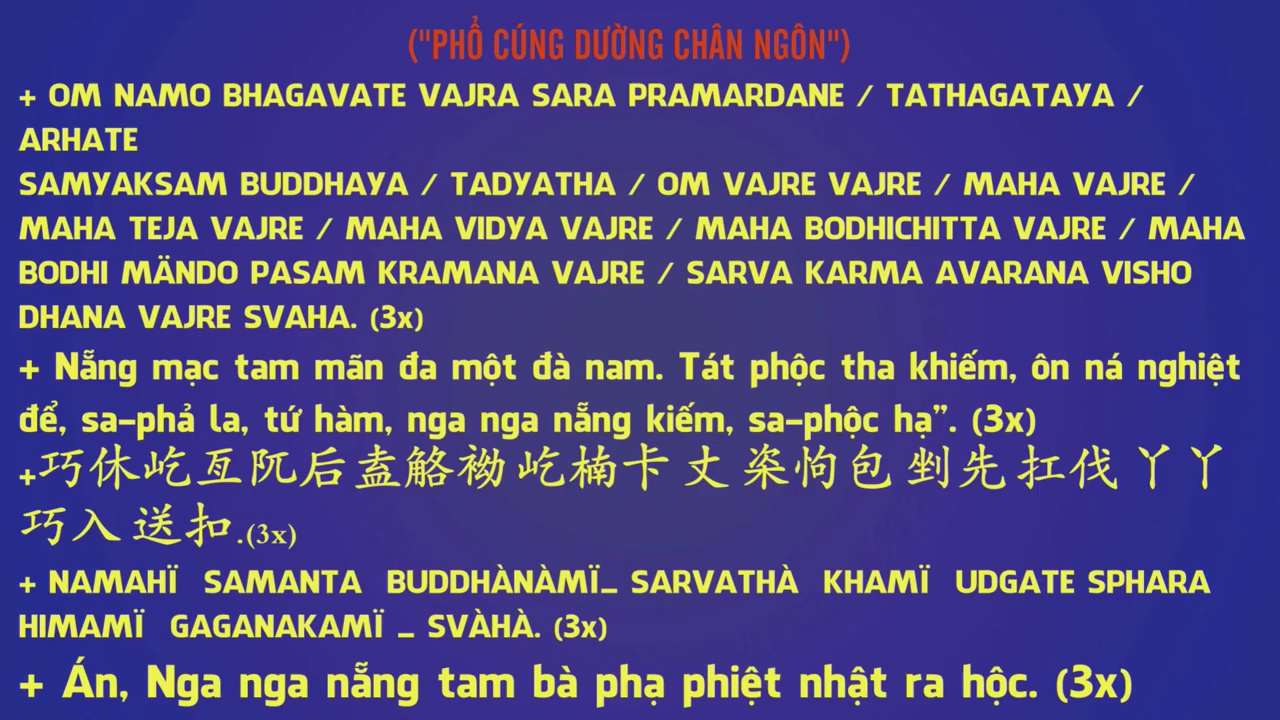 ("PHỔ CÚNG DƯỜNG CHÂN NGÔN")
+ OM NAMO BHAGAVATE VAJRA SARA PRAMARDANE / TATHAGATAYA /
ARHATE
SAMYAKSAM BUDDHAYA / TADYATHA / OM VAJRE VAJRE / MAHA VAJRE /
MAHA TEJA VAJRE / MAHA VIDYA VAJRE / MAHA BODHICHITTA VAJRE / MAHA
BODHI MÄNDO PASAM KRAMANA VAJRE / SARVA KARMA AVARANA VISHO
DHANA VAJRE SVAHA. (3x)
+ Nẵng mạc tam mãn đa một đà nam. Tát phộc tha khiếm, ôn ná nghiệt
để, sa-phả la, tứ hàm, nga nga nẵng kiếm, sa-phộc hạ”. (3x)
+巧休屹亙阢后盍觡袎屹楠卡丈 粢怐包剉先扛伐丫丫
巧入送扣.(3x)
+ NAMAHÏ SAMANTA BUDDHÀNÀMÏ_ SARVATHÀ KHAMÏ UDGATE SPHARA
HIMAMÏ GAGANAKAMÏ _ SVÀHÀ. (3x)
+ Án, Nga nga nẵng tam bà phạ phiệt nhật ra hộc. (3x)